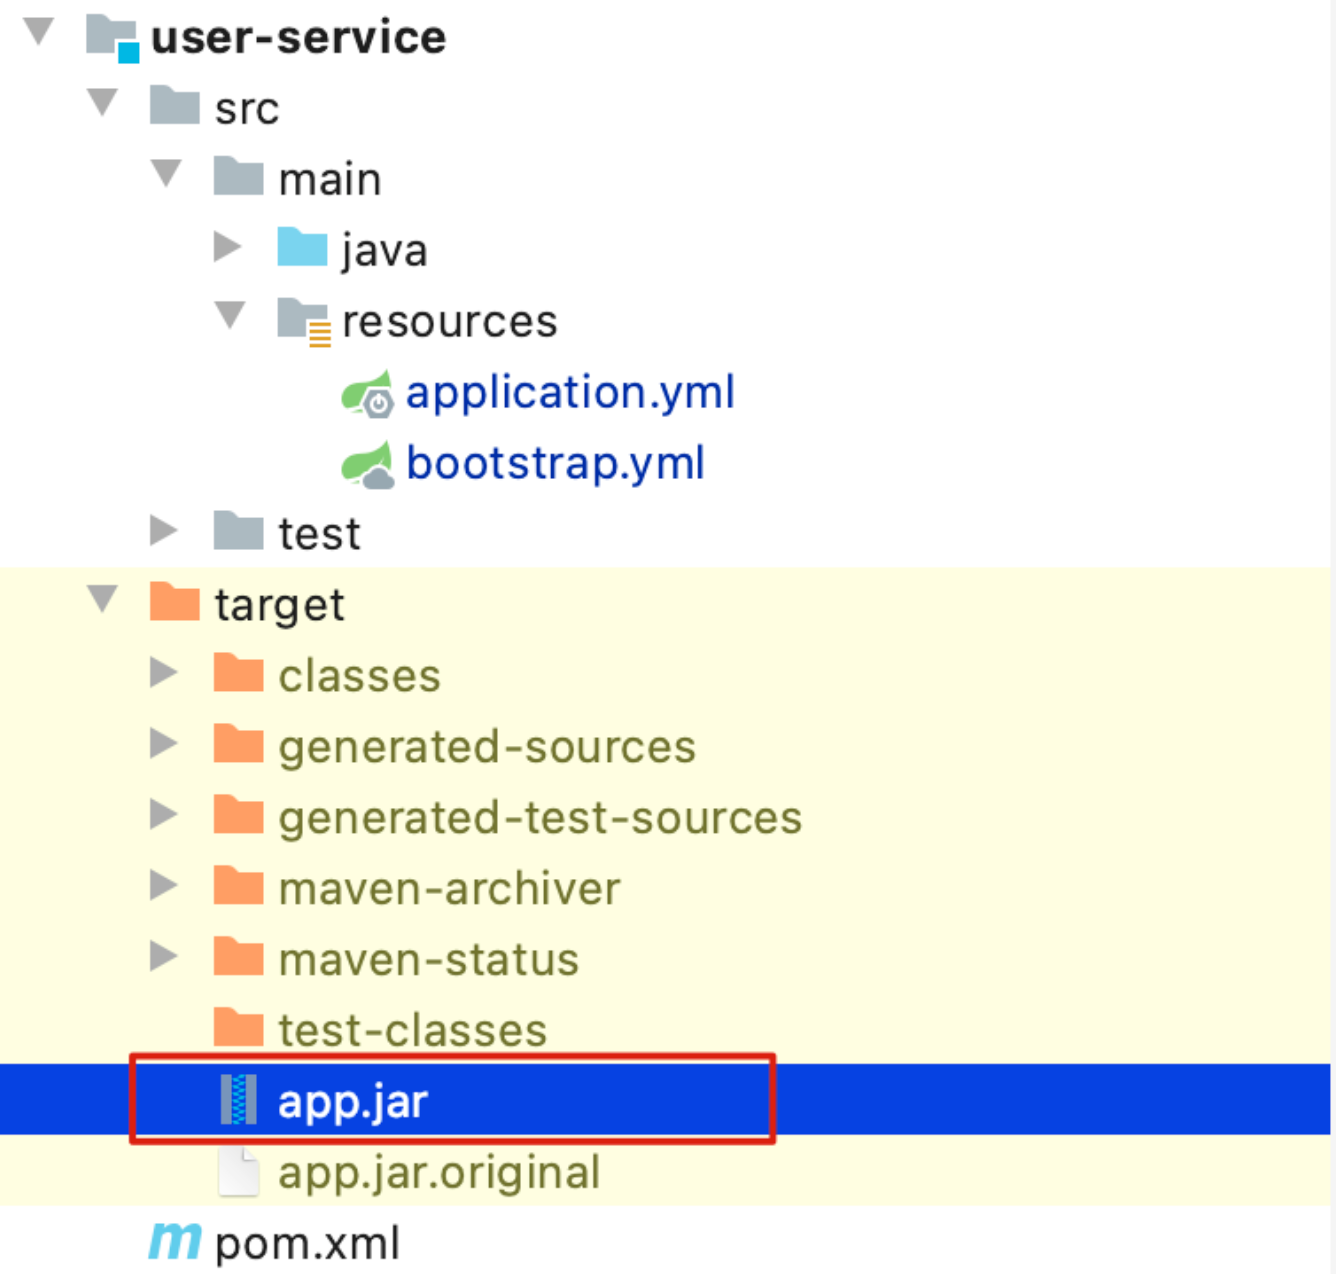 user-service
src
main
java
resources
application.yml
bootstrap.yml
test
target
classes
generated-sources
generated-test-sources
maven-archiver
maven-status
test-classes
app.jar
app.jar.original
m pom.xml